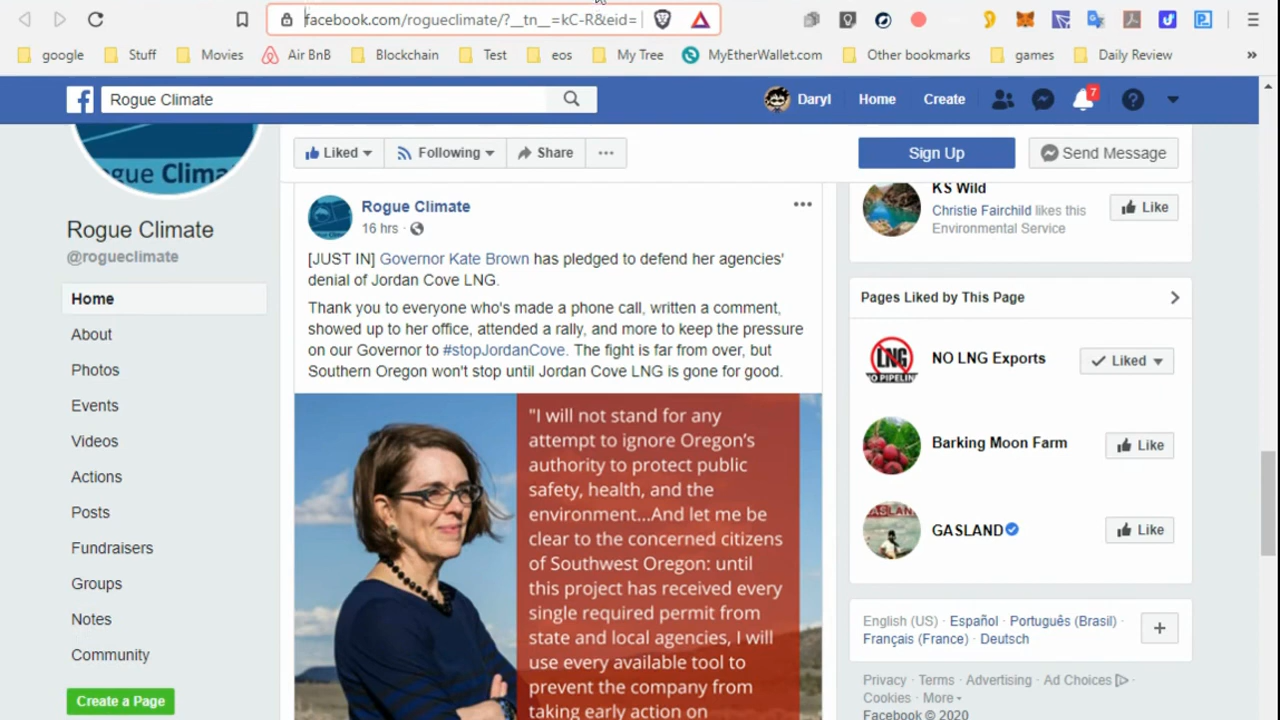 facebook.com/rogueclimate/?__tn__=kC-R&eid=
google Stuff Movies Air BnB Blockchain Test eos My Tree MyEtherWallet.com Other bookmarks games Daily Review »
Rogue Climate
Daryl Home Create 7
gue Clima
Liked Following Share ... Sign Up Send Message
Rogue Climate
@rogueclimate
Home
About
Photos
Events
Videos
Actions
Posts
Fundraisers
Groups
Notes
Community
Create a Page
Rogue Climate
16 hrs ·
[JUST IN] Governor Kate Brown has pledged to defend her agencies'
denial of Jordan Cove LNG.
Thank you to everyone who's made a phone call, written a comment,
showed up to her office, attended a rally, and more to keep the pressure
on our Governor to #stopJordanCove. The fight is far from over, but
Southern Oregon won't stop until Jordan Cove LNG is gone for good.
"I will not stand for any
attempt to ignore Oregon's
authority to protect public
safety, health, and the
environment...And let me be
clear to the concerned citizens
of Southwest Oregon: until
this project has received every
single required permit from
state and local agencies, I will
use every available tool to
prevent the company from
taking early action on
KS Wild
Christie Fairchild likes this
Environmental Service
Like
Pages Liked by This Page
LNG
NO PIPELIN
NO LNG Exports
Liked
Barking Moon Farm
Like
GASLAN
GASLAND
Like
English (US) · Español · Português (Brasil) ·
Français (France) · Deutsch
Privacy · Terms · Advertising · Ad Choices ·
Cookies · More
Facebook © 2020